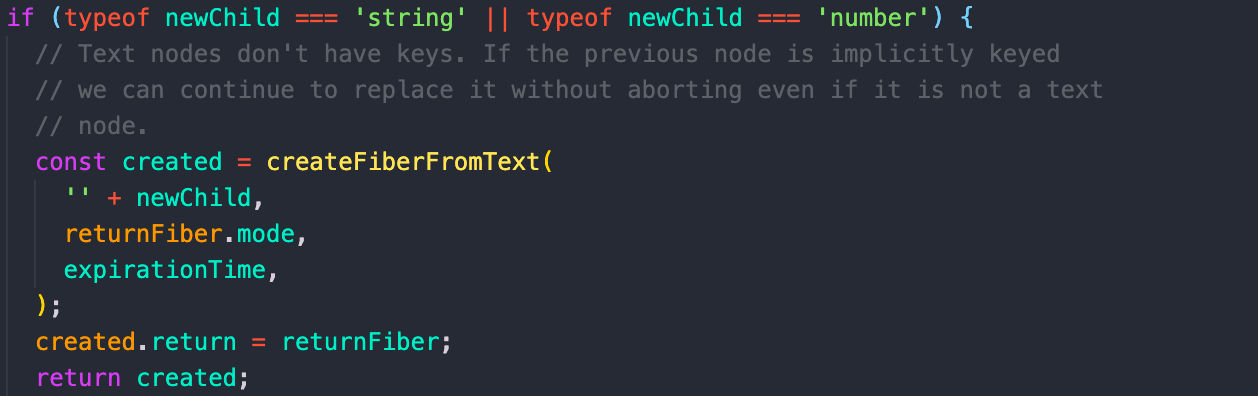 if (typeof newChild === 'string' || typeof newChild === 'number') {
// Text nodes don't have keys. If the previous node is implicitly keyed
// we can continue to replace it without aborting even if it is not a text
// node.
const created = createFiberFromText(
'' + newChild,
returnFiber.mode,
expirationTime,
);
created.return = returnFiber;
return created;